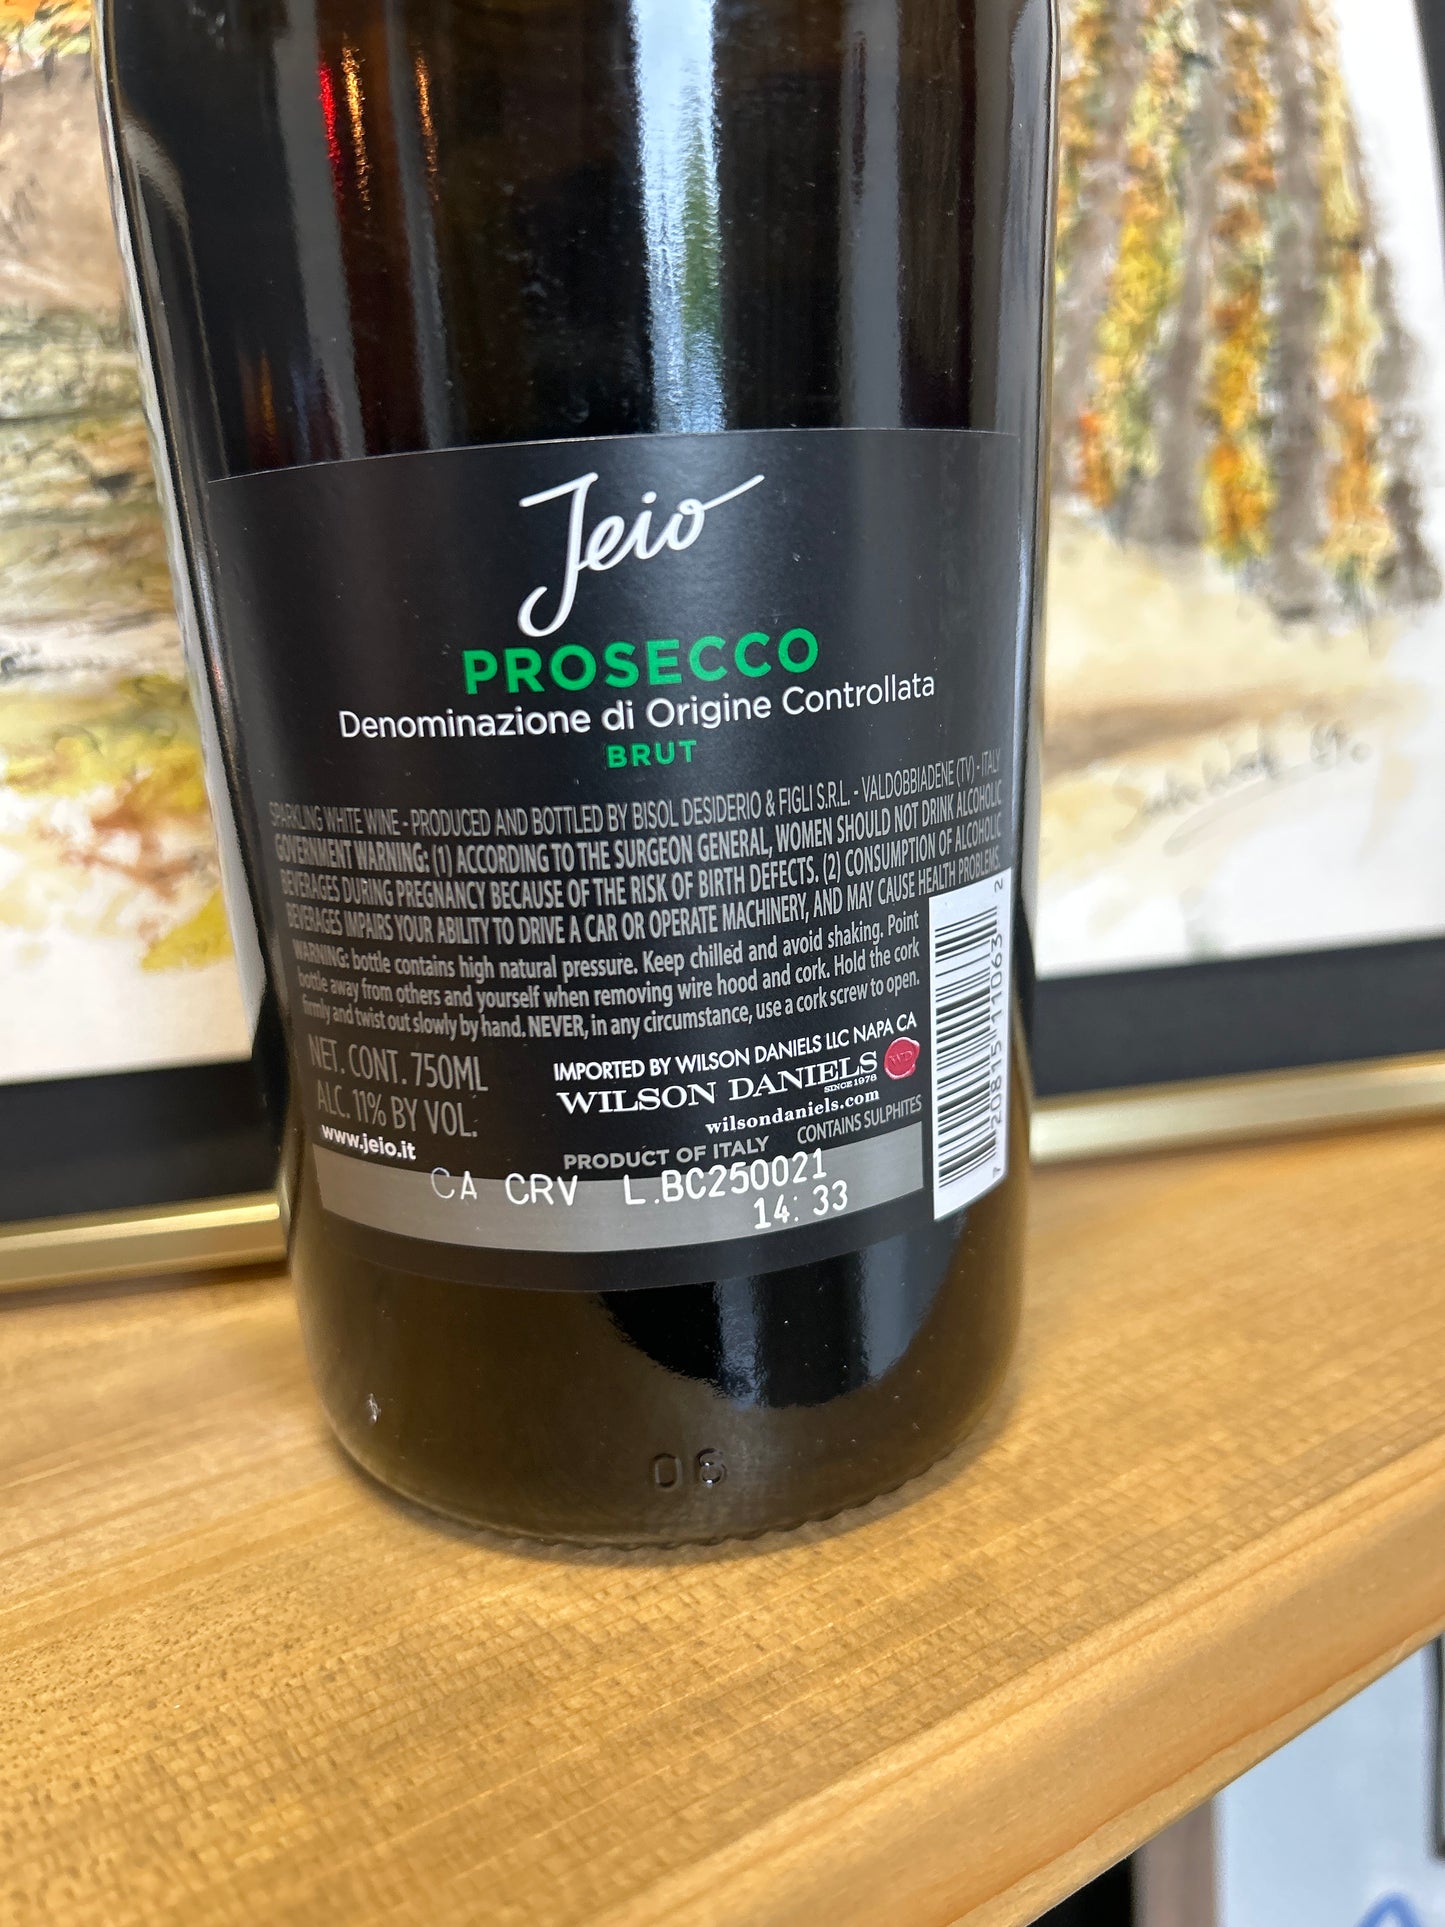 Jeio
PROSECCO
Denominazione di Origine Controllata
BRUT
SPARKLING WHITE WINE - PRODUCED AND BOTTLED BY BISOL DESIDERIO & FIGLI S.R.L. - VALDOBBIADENE (TV) - ITALY
GOVERNMENT WARNING: (1) ACCORDING TO THE SURGEON GENERAL, WOMEN SHOULD NOT DRINK ALCOHOLIC
BEVERAGES DURING PREGNANCY BECAUSE OF THE RISK OF BIRTH DEFECTS. (2) CONSUMPTION OF ALCOHOLIC
BEVERAGES IMPAIRS YOUR ABILITY TO DRIVE A CAR OR OPERATE MACHINERY, AND MAY CAUSE HEALTH PROBLEMS.
WARNING: bottle contains high natural pressure. Keep chilled and avoid shaking. Point
bottle away from others and yourself when removing wire hood and cork. Hold the cork
firmly and twist out slowly by hand. NEVER, in any circumstance, use a cork screw to open.
NET. CONT. 750ML
ALC. 11% BY VOL.
www.jeio.it
IMPORTED BY WILSON DANIELS LLC NAPA CA
WILSON DANIELS
WD
SINCE 1978
wilsondaniels.com
PRODUCT OF ITALY CONTAINS SULPHITES
CA CRV L.BC250021
14:33
7 20815 11063 2
06